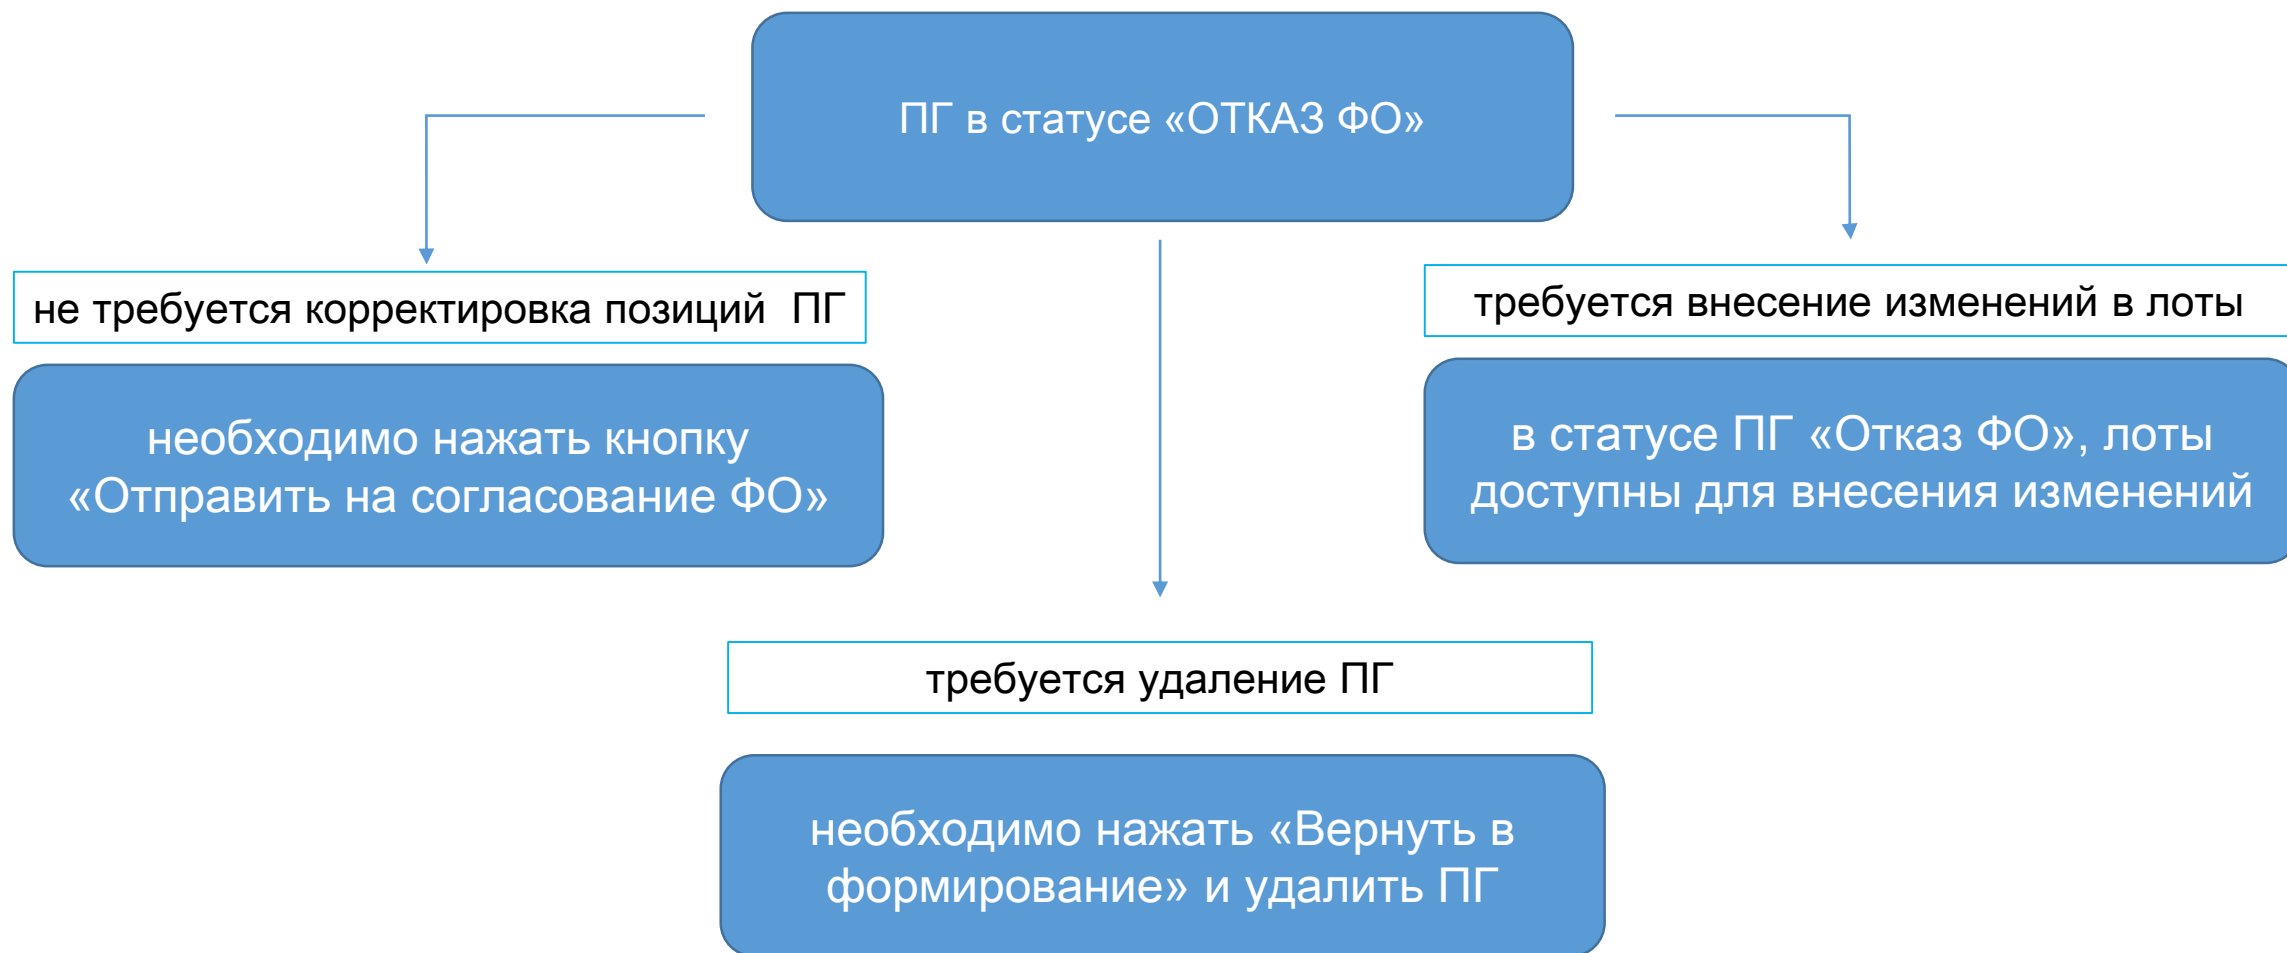 ПГ в статусе «ОТКАЗ ФО»
не требуется корректировка позиций ПГ
необходимо нажать кнопку
«Отправить на согласование ФО»
требуется внесение изменений в лоты
в статусе ПГ «Отказ ФО», лоты
доступны для внесения изменений
требуется удаление ПГ
необходимо нажать «Вернуть в
формирование» и удалить ПГ